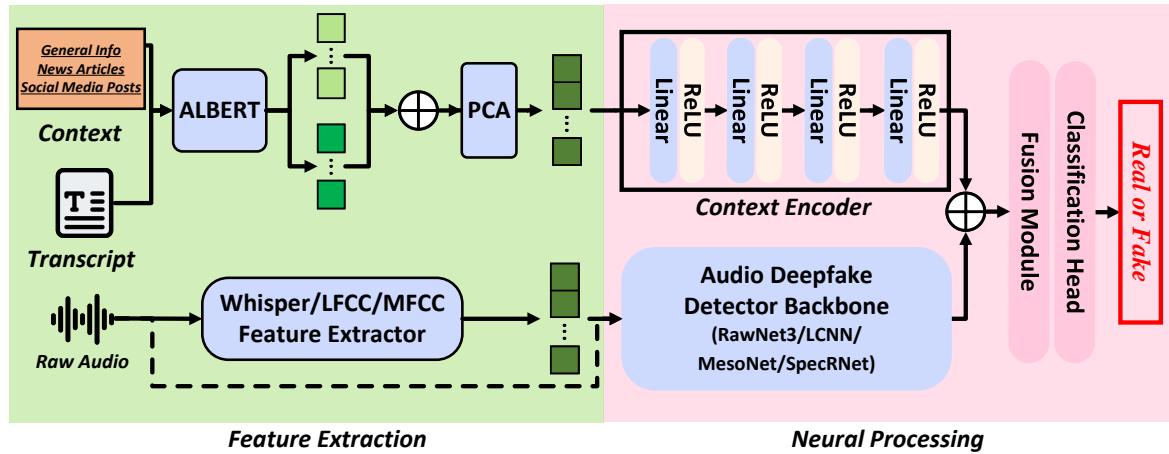 General Info
News Articles
Social Media Posts
Context
Transcript
ALBERT
PCA
Linear
ReLU
Linear
ReLU
Linear
ReLU
Linear
ReLU
Context Encoder
Raw Audio
Whisper/LFCC/MFCC
Feature Extractor
Audio Deepfake
Detector Backbone
(RawNet3/LCNN/
MesoNet/SpecRNet)
Fusion Module
Classification Head
Real or Fake
Feature Extraction
Neural Processing